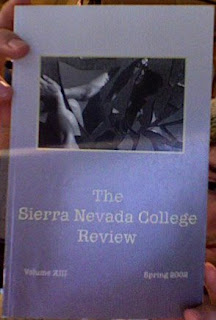 The
Sierra Nevada College
Review
Volume XIII Spring 2002